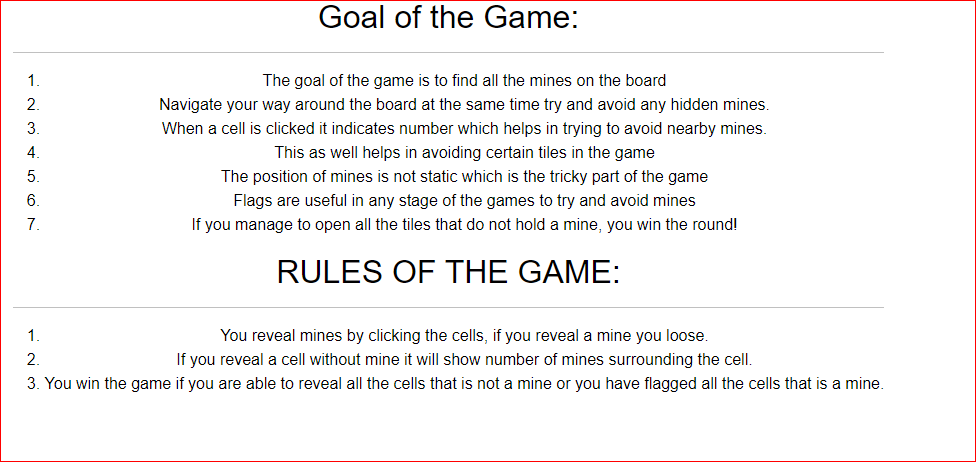 Goal of the Game:
1. The goal of the game is to find all the mines on the board
2. Navigate your way around the board at the same time try and avoid any hidden mines.
3. When a cell is clicked it indicates number which helps in trying to avoid nearby mines.
4. This as well helps in avoiding certain tiles in the game
5. The position of mines is not static which is the tricky part of the game
6. Flags are useful in any stage of the games to try and avoid mines
7. If you manage to open all the tiles that do not hold a mine, you win the round!
RULES OF THE GAME:
1. You reveal mines by clicking the cells, if you reveal a mine you loose.
2. If you reveal a cell without mine it will show number of mines surrounding the cell.
3. You win the game if you are able to reveal all the cells that is not a mine or you have flagged all the cells that is a mine.